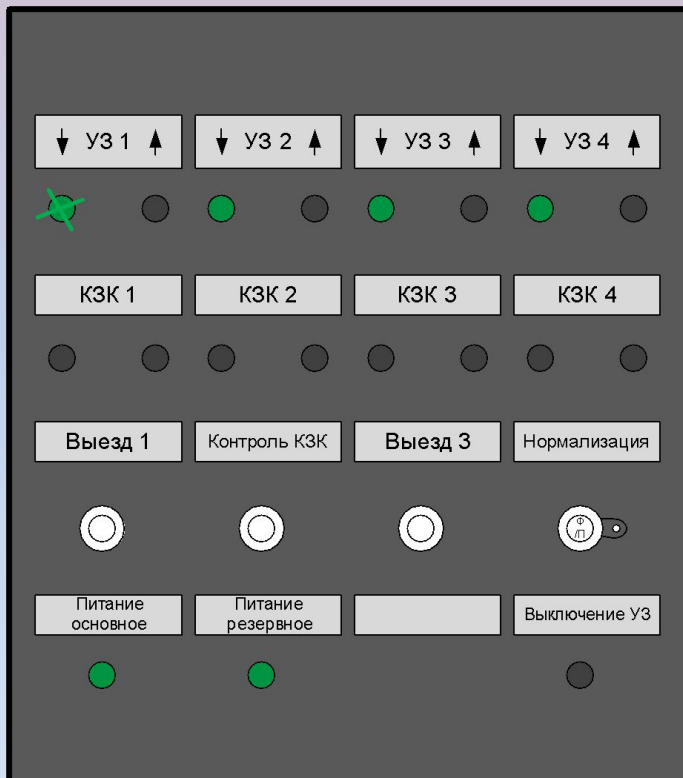 ↓ УЗ 1 ↑
↓ УЗ 2 ↑
↓ УЗ 3 ↑
↓ УЗ 4 ↑
КЗК 1
КЗК 2
КЗК 3
КЗК 4
Выезд 1
Контроль КЗК
Выезд 3
Нормализация
Ф
/П
Питание
основное
Питание
резервное
Выключение УЗ